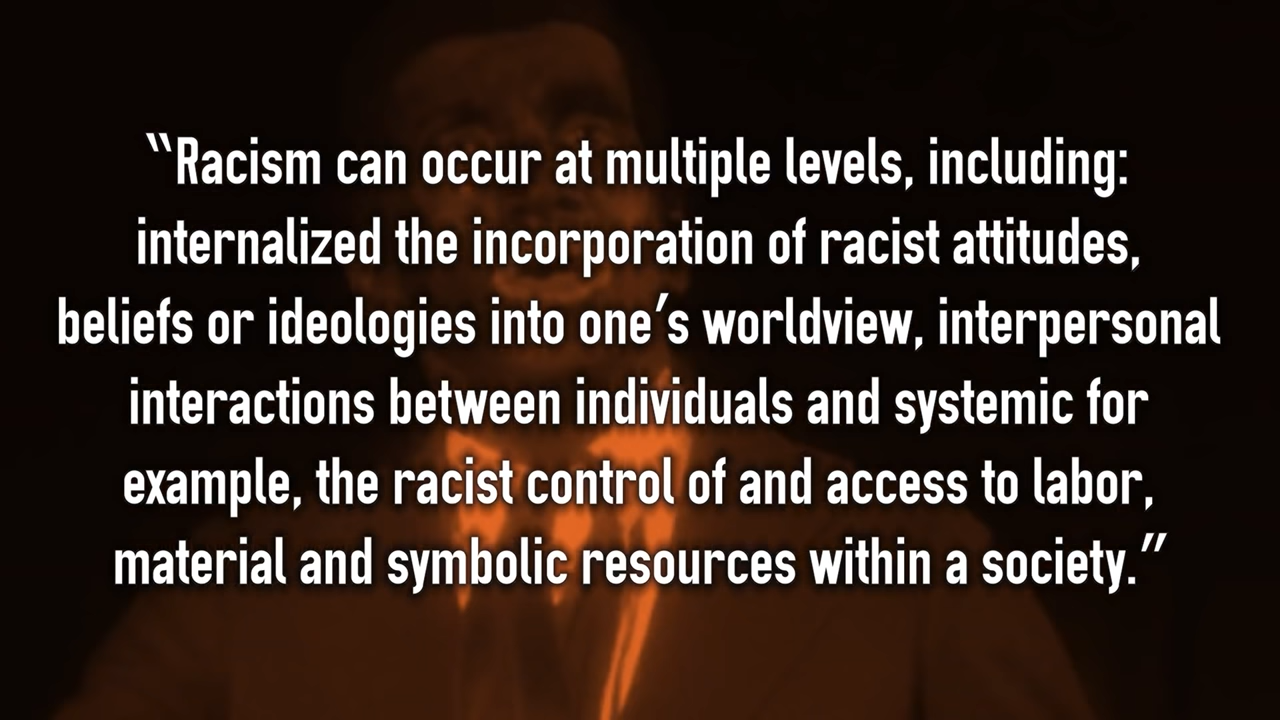 “Racism can occur at multiple levels, including:
internalized the incorporation of racist attitudes,
beliefs or ideologies into one’s worldview, interpersonal
interactions between individuals and systemic for
example, the racist control of and access to labor,
material and symbolic resources within a society.”